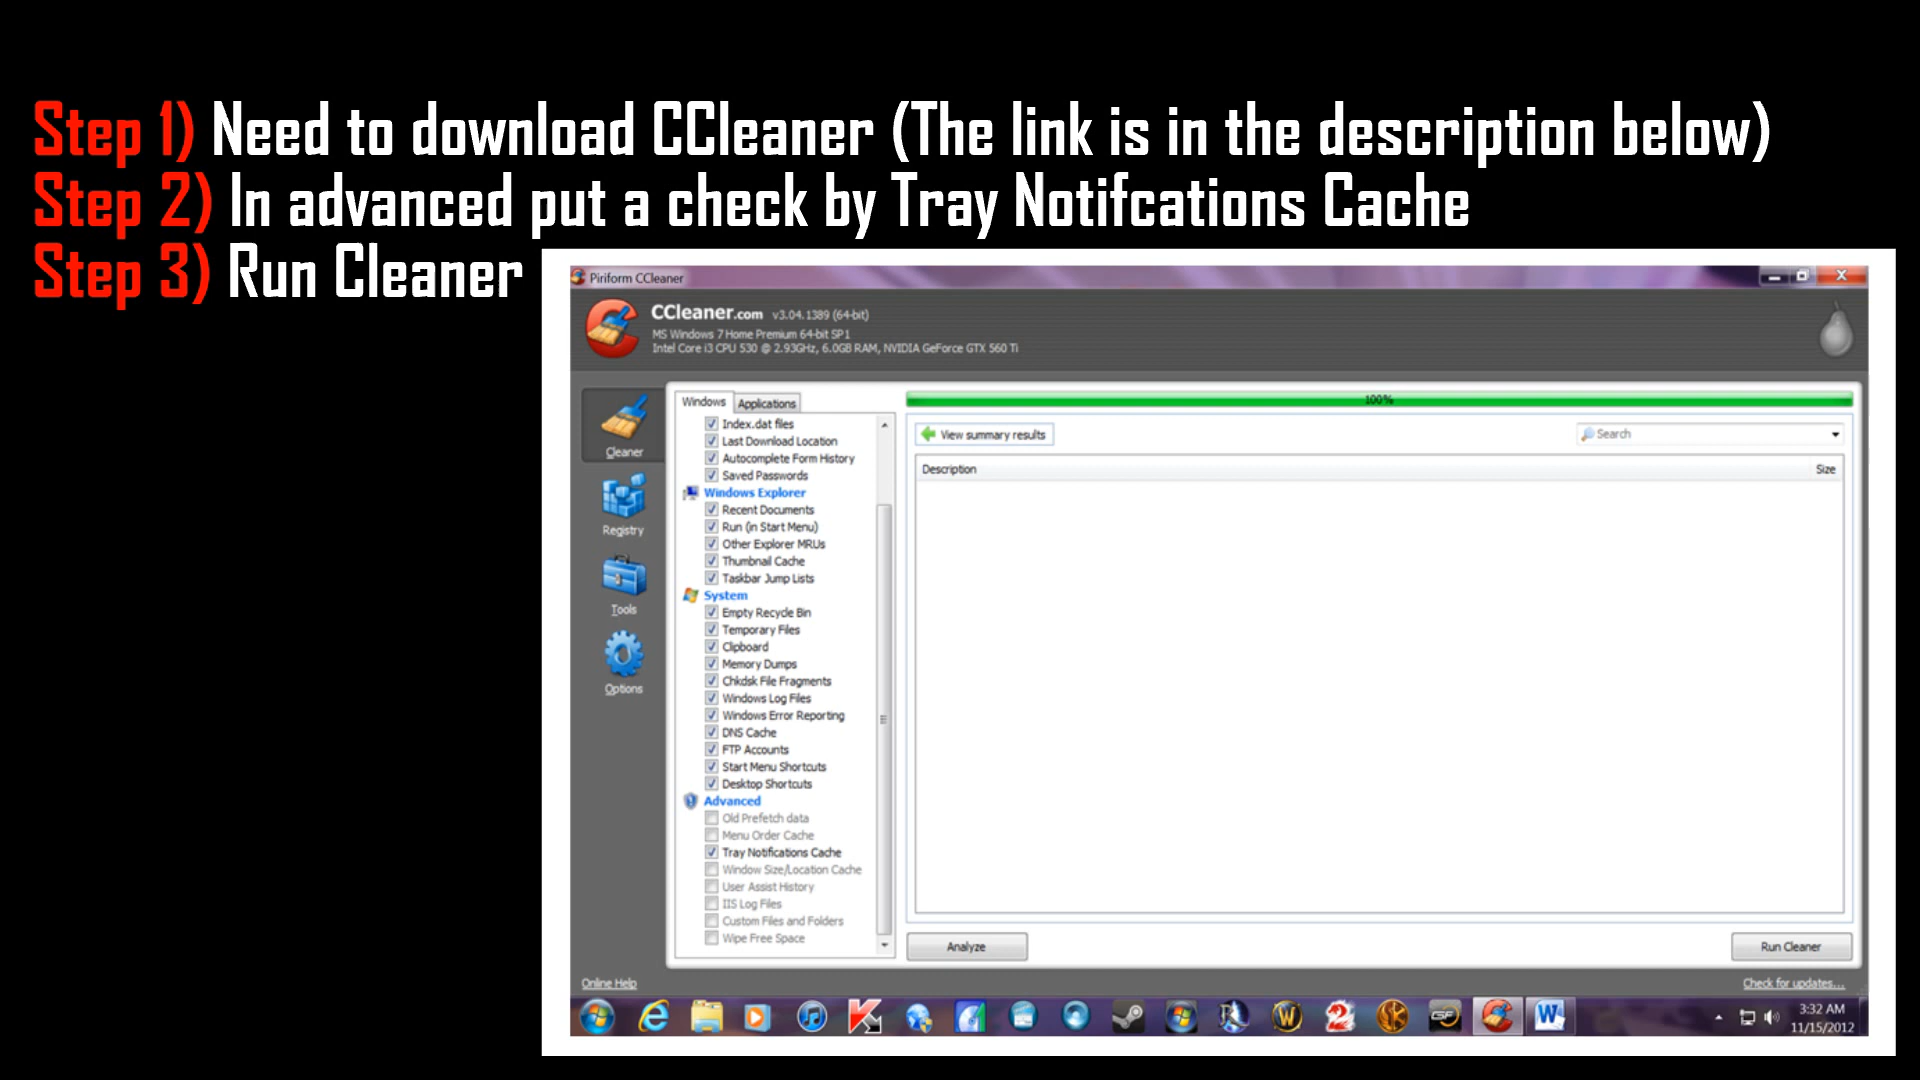 Step 1) Need to download CCleaner (The link is in the description below)
Step 2) In advanced put a check by Tray Notifcations Cache
Step 3) Run Cleaner
Piriform CCleaner
CCleaner.com v3.04.1389 (64-bit)
MS Windows 7 Home Premium 64-bit SP1
Intel Core i3 CPU 530 @ 2.93GHz, 6.0GB RAM, NVIDIA GeForce GTX 560 Ti
Cleaner
Registry
Tools
Options
Windows
Applications
Index.dat files
Last Download Location
Autocomplete Form History
Saved Passwords
Windows Explorer
Recent Documents
Run (in Start Menu)
Other Explorer MRUs
Thumbnail Cache
Taskbar Jump Lists
System
Empty Recycle Bin
Temporary Files
Clipboard
Memory Dumps
Chkdsk File Fragments
Windows Log Files
Windows Error Reporting
DNS Cache
FTP Accounts
Start Menu Shortcuts
Desktop Shortcuts
Advanced
Old Prefetch data
Menu Order Cache
Tray Notifications Cache
Window Size/Location Cache
User Assist History
IIS Log Files
Custom Files and Folders
Wipe Free Space
100%
View summary results
Search
Description
Size
Analyze
Run Cleaner
Online Help
Check for updates...
3:32 AM
11/15/2012